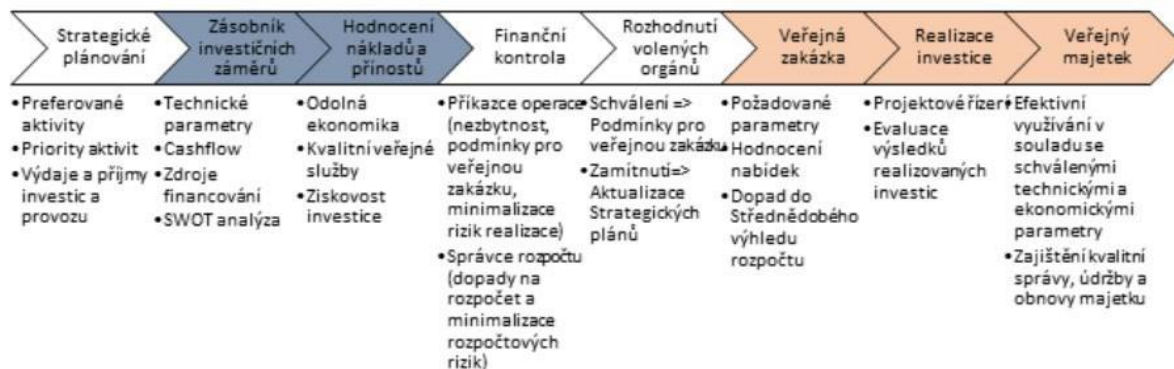 Strategické
plánování
Zásobník
investičních
záměrů
Hodnocení
nákladů a
přínostů
Finanční
kontrola
Rozhodnutí
volených
orgánů
Veřejná
zakázka
Realizace
investice
Veřejný
majetek
•Preferované
aktivity
•Priority aktivit
•Výdaje a příjmy
investic a
provozu
•Technické
parametry
•Cashflow
•Zdroje
financování
•SWOT analýza
•Odolná
ekonomika
•Kvalitní veřejné
služby
•Ziskovost
investice
•Příkazce operace
(nezbytnost,
podmínky pro
veřejnou
zakázku,
minimalizace
rizik realizace)
•Správce rozpočtu
(dopady na
rozpočet a
minimalizace
rozpočtových
rizik)
•Schválení =>
Podmínky pro
veřejnou zakázku
•Zamítnutí=>
Aktualizace
Strategických
plánů
•Požadované
parametry
•Hodnocení
nabídek
•Dopad do
Střednědobého
výhledu
rozpočtu
•Projektové řízení
•Evaluace
výsledků
realizovaných
investic
•Efektivní
využívání v
souladu se
schválenými
technickými a
ekonomickými
parametry
•Zajištění kvalitní
správy, údržby a
obnovy majetku